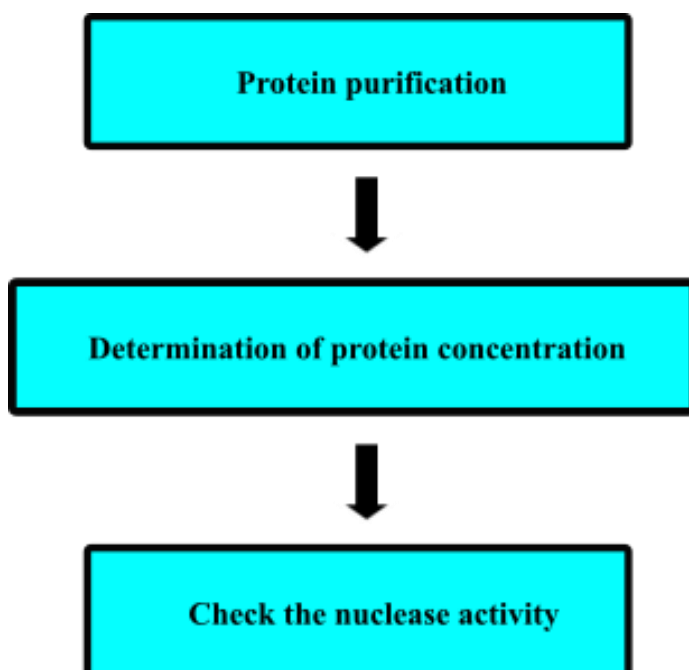 Protein purification
Determination of protein concentration
Check the nuclease activity